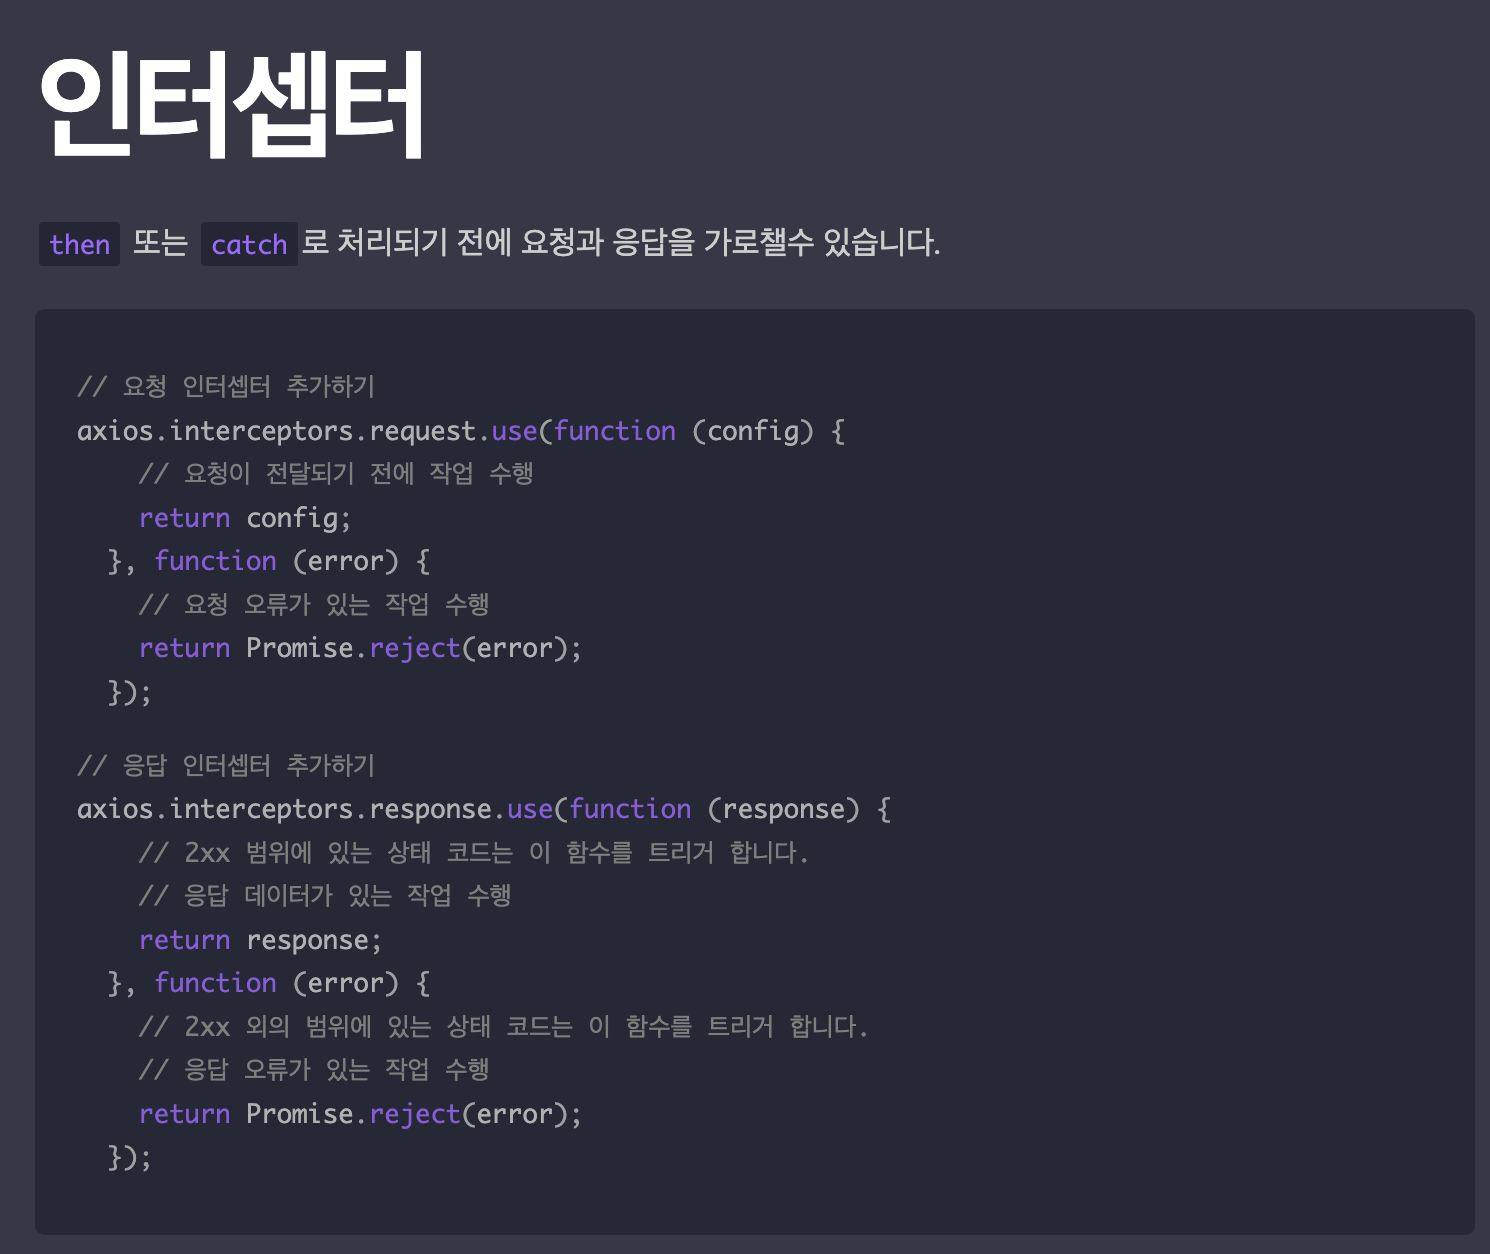 인터셉터
then 또는 catch로 처리되기 전에 요청과 응답을 가로챌수 있습니다.
// 요청 인터셉터 추가하기
axios.interceptors.request.use(function (config) {
    // 요청이 전달되기 전에 작업 수행
    return config;
  }, function (error) {
    // 요청 오류가 있는 작업 수행
    return Promise.reject(error);
  });
// 응답 인터셉터 추가하기
axios.interceptors.response.use(function (response) {
    // 2xx 범위에 있는 상태 코드는 이 함수를 트리거 합니다.
    // 응답 데이터가 있는 작업 수행
    return response;
  }, function (error) {
    // 2xx 외의 범위에 있는 상태 코드는 이 함수를 트리거 합니다.
    // 응답 오류가 있는 작업 수행
    return Promise.reject(error);
  });